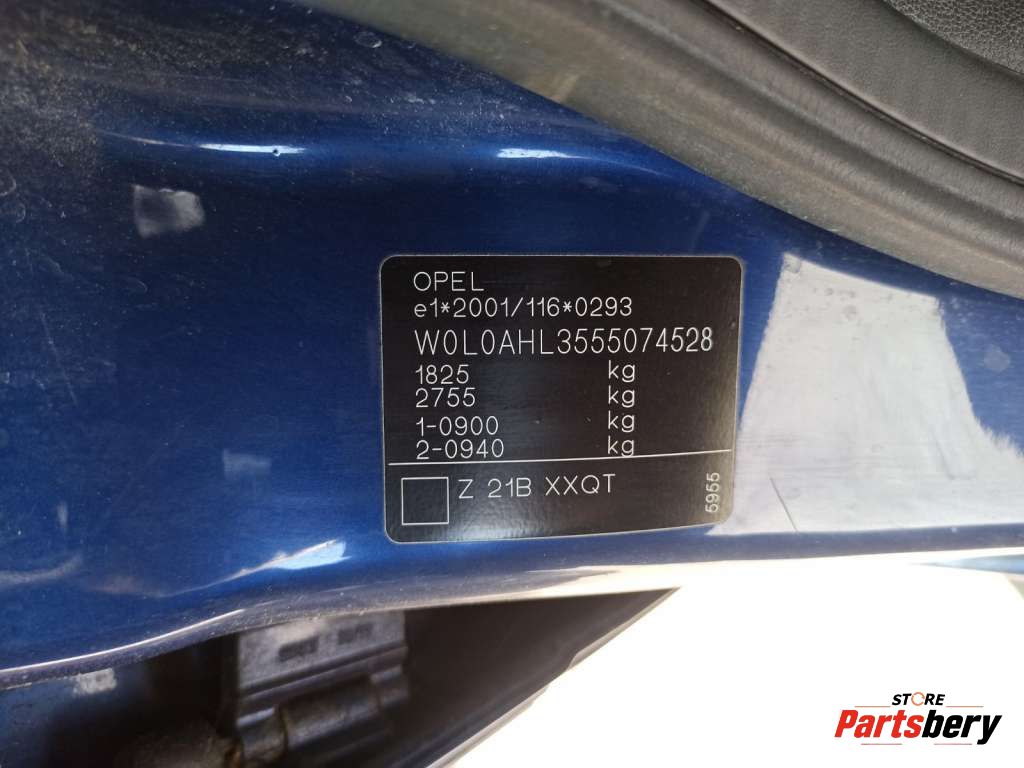 OPEL
e1*2001/116*0293
W0L0AHL3555074528
1825 kg
2755 kg
1-0900 kg
2-0940 kg
Z 21B XXQT
5955
STORE
Partsbery